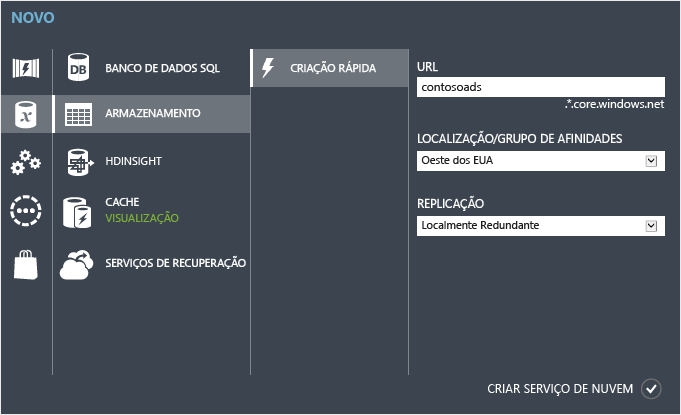 NOVO
DB
BANCO DE DADOS SQL
x
ARMAZENAMENTO
HDINSIGHT
CACHE
VISUALIZAÇÃO
SERVIÇOS DE RECUPERAÇÃO
CRIAÇÃO RÁPIDA
URL
contosoads
.*.core.windows.net
LOCALIZAÇÃO/GRUPO DE AFINIDADES
Oeste dos EUA
REPLICAÇÃO
Localmente Redundante
CRIAR SERVIÇO DE NUVEM